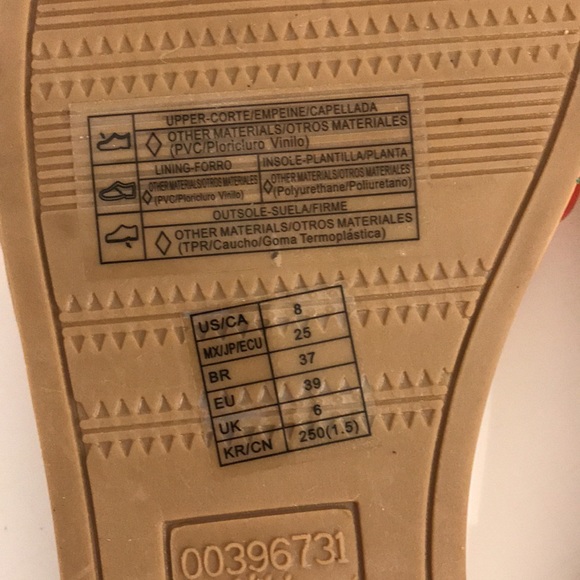 UPPER-CORTE/EMPEINE/CAPELLADA
OTHER MATERIALS/OTROS MATERIALES
(PVC/Ploricluro Vinilo)
LINING-FORRO
OTHER MATERIALS/OTROS MATERIALES
(PVC/Ploricluro Vinilo)
INSOLE-PLANTILLA/PLANTA
OTHER MATERIALS/OTROS MATERIALES
(Polyurethane/Poliuretano)
OUTSOLE-SUELA/FIRME
OTHER MATERIALS/OTROS MATERIALES
(TPR/Caucho/Goma Termoplástica)
US/CA 8
MX/JP/ECU 25
BR 37
EU 39
UK 6
KR/CN 250(1.5)
00396731